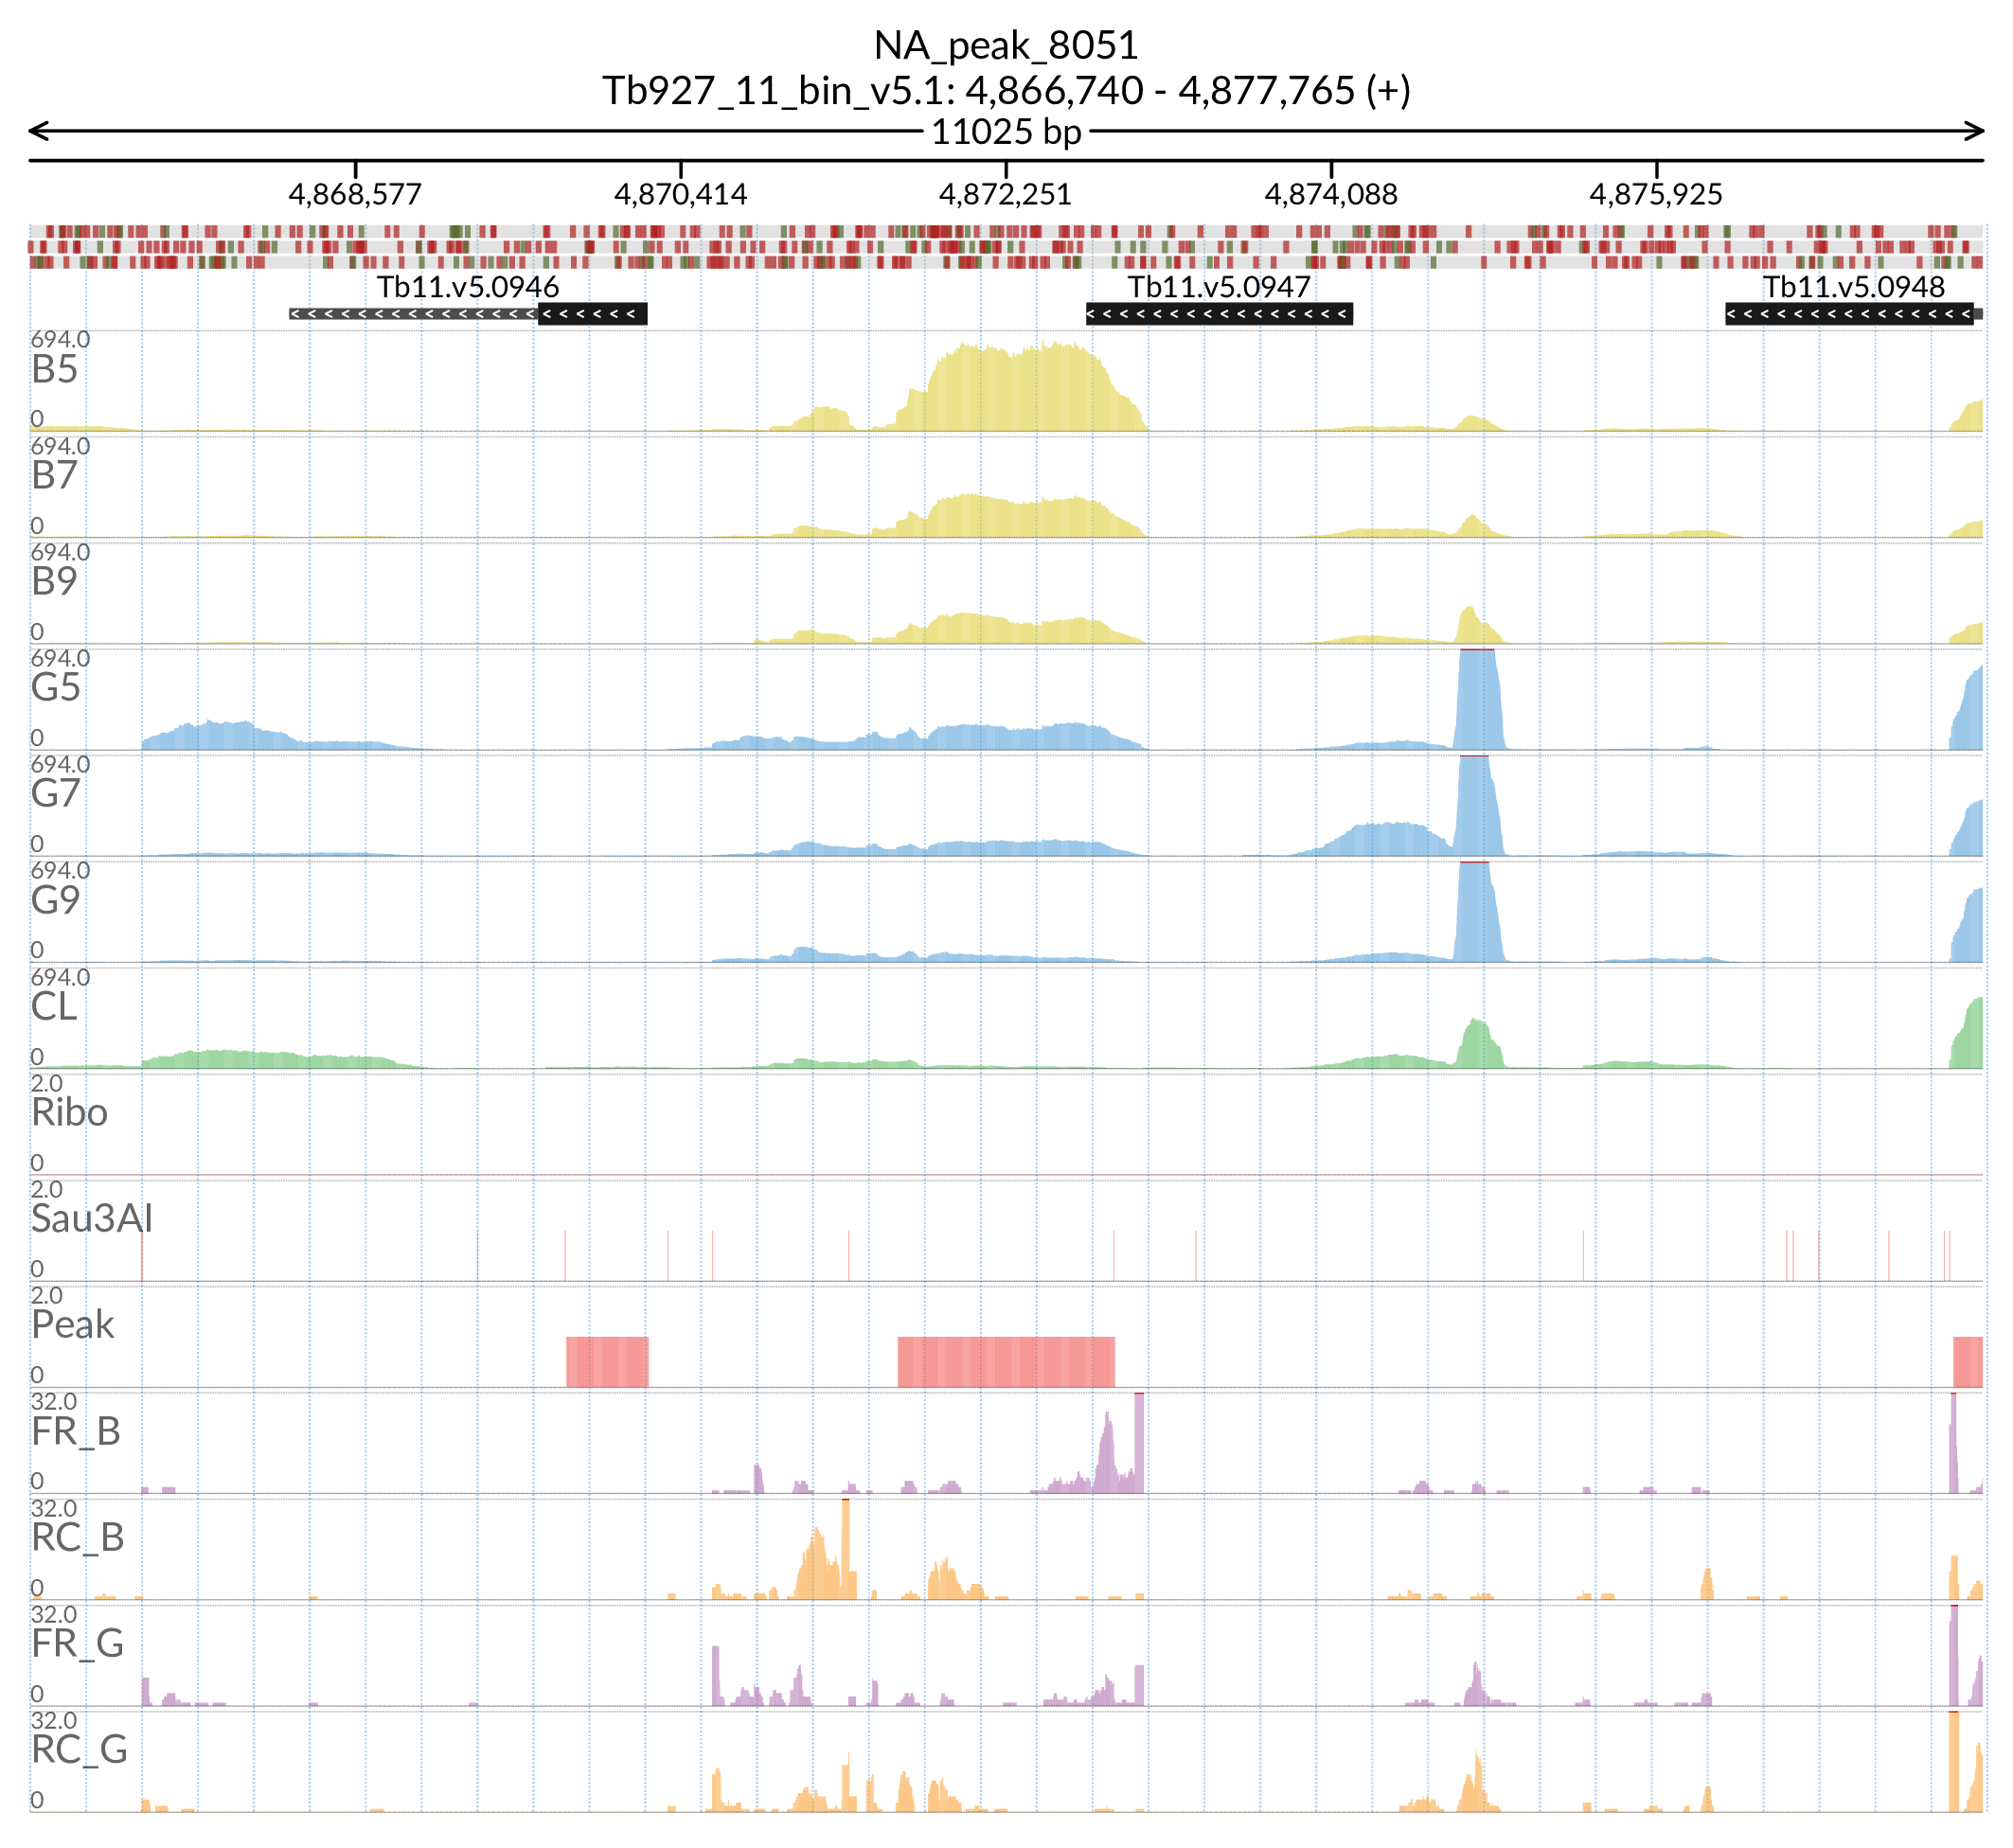 NA_peak_8051
Tb927_11_bin_v5.1: 4,866,740 - 4,877,765 (+)
11025 bp
4,868,577 4,870,414 4,872,251 4,874,088 4,875,925
Tb11.v5.0946 Tb11.v5.0947 Tb11.v5.0948
694.0
B5
0
694.0
B7
0
694.0
B9
0
694.0
G5
0
694.0
G7
0
694.0
G9
0
694.0
CL
0
2.0
Ribo
0
2.0
Sau3AI
0
2.0
Peak
0
32.0
FR_B
0
32.0
RC_B
0
32.0
FR_G
0
32.0
RC_G
0